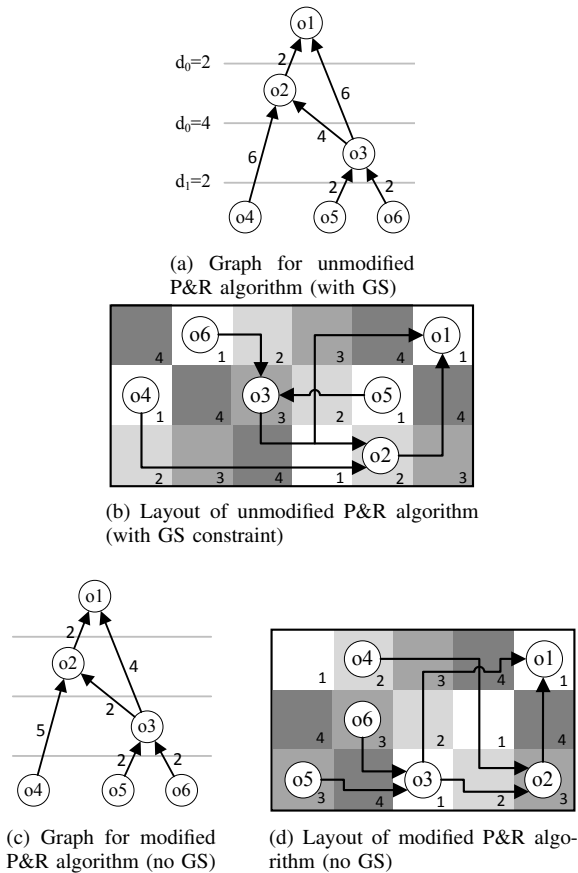 o1
d₀=2
2
o2
6
d₀=4
4
6
o3
d₁=2
2 2
o4 o5 o6
(a) Graph for unmodified
P&R algorithm (with GS)
o6 o1
4 1 2 3 4 1
o4 o3 o5
1 4 3 2 1 4
o2
2 3 4 1 2 3
(b) Layout of unmodified P&R algorithm
(with GS constraint)
o1
2
o2
4
2
5
o3
2 2
o4 o5 o6
(c) Graph for modified
P&R algorithm (no GS)
o4 o1
1 2 3 4 1
o6
4 3 2 1 4
o5 o3 o2
3 4 1 2 3
(d) Layout of modified P&R algo-
rithm (no GS)